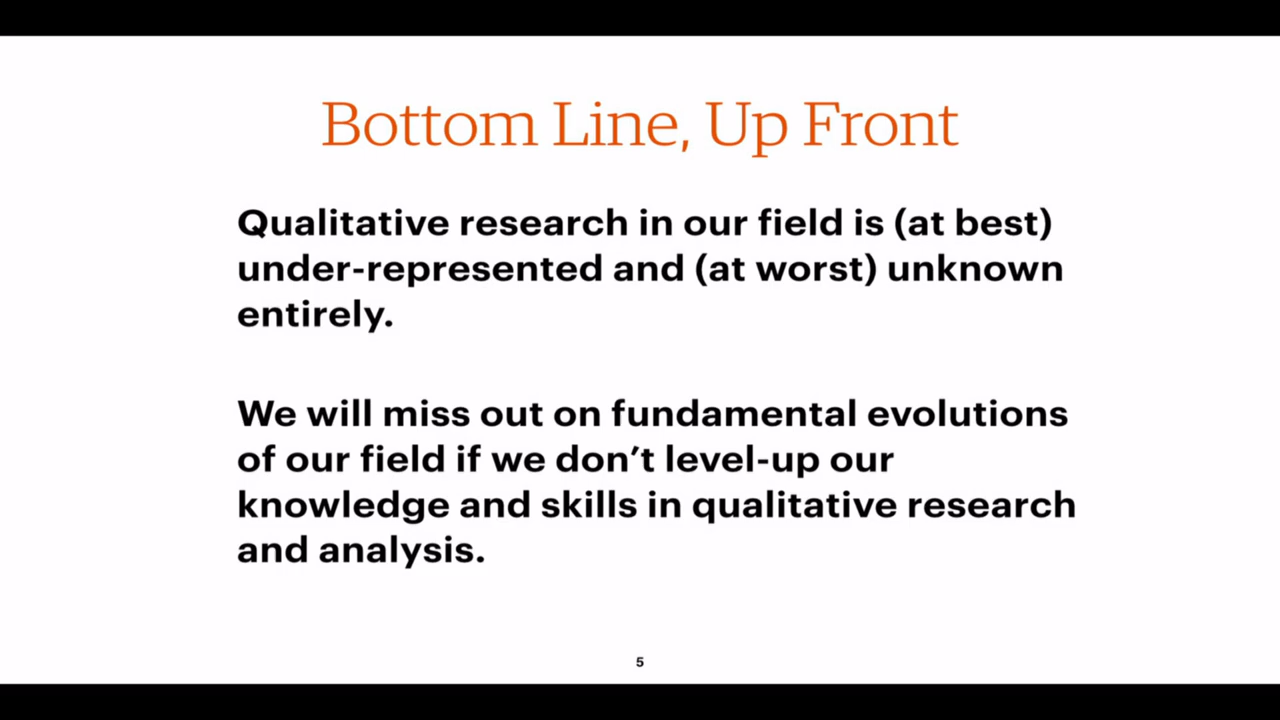 Bottom Line, Up Front
Qualitative research in our field is (at best)
under-represented and (at worst) unknown
entirely.
We will miss out on fundamental evolutions
of our field if we don’t level-up our
knowledge and skills in qualitative research
and analysis.
5